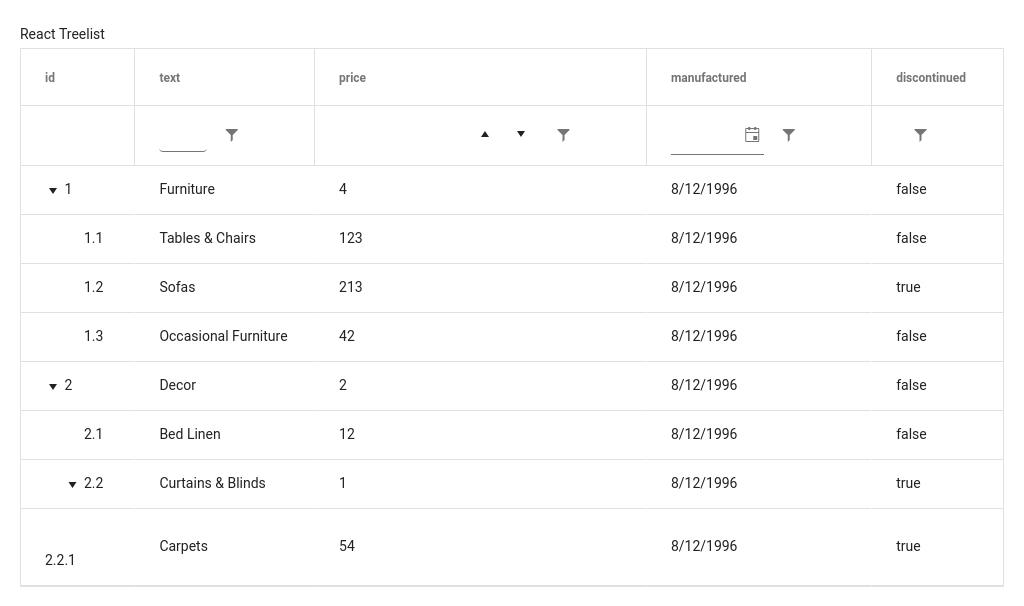 React Treelist
id text price manufactured discontinued
1 Furniture 4 8/12/1996 false
1.1 Tables & Chairs 123 8/12/1996 false
1.2 Sofas 213 8/12/1996 true
1.3 Occasional Furniture 42 8/12/1996 false
2 Decor 2 8/12/1996 false
2.1 Bed Linen 12 8/12/1996 false
2.2 Curtains & Blinds 1 8/12/1996 true
2.2.1 Carpets 54 8/12/1996 true